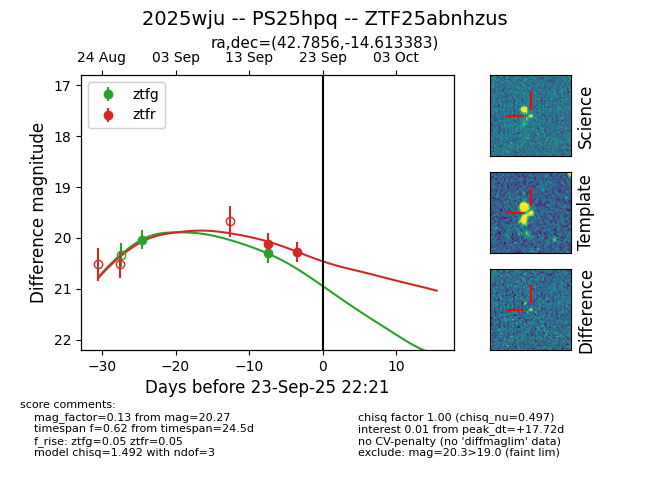 2025wju -- PS25hpq -- ZTF25abnhzus
ra,dec=(42.7856,-14.613383)
24 Aug 03 Sep 13 Sep 23 Sep 03 Oct
ztfg
ztfr
17
18
19
20
21
22
Difference magnitude
−30 −20 −10 0 10
Days before 23-Sep-25 22:21
Science
Template
Difference
score comments:
mag_factor=0.13 from mag=20.27
timespan f=0.62 from timespan=24.5d
f_rise: ztfg=0.05 ztfr=0.05
model chisq=1.492 with ndof=3
chisq factor 1.00 (chisq_nu=0.497)
interest 0.01 from peak_dt=+17.72d
no CV-penalty (no 'diffmaglim' data)
exclude: mag=20.3>19.0 (faint lim)